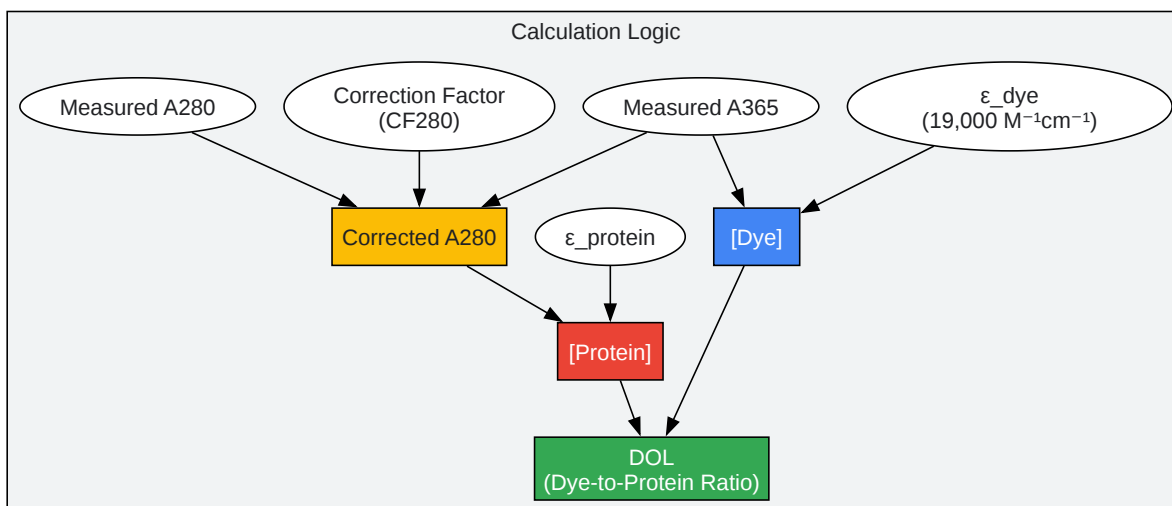 Calculation Logic
Measured A280
Correction Factor
(CF280)
Measured A365
ε_dye
(19,000 M⁻¹cm⁻¹)
Corrected A280
ε_protein
[Dye]
[Protein]
DOL
(Dye-to-Protein Ratio)